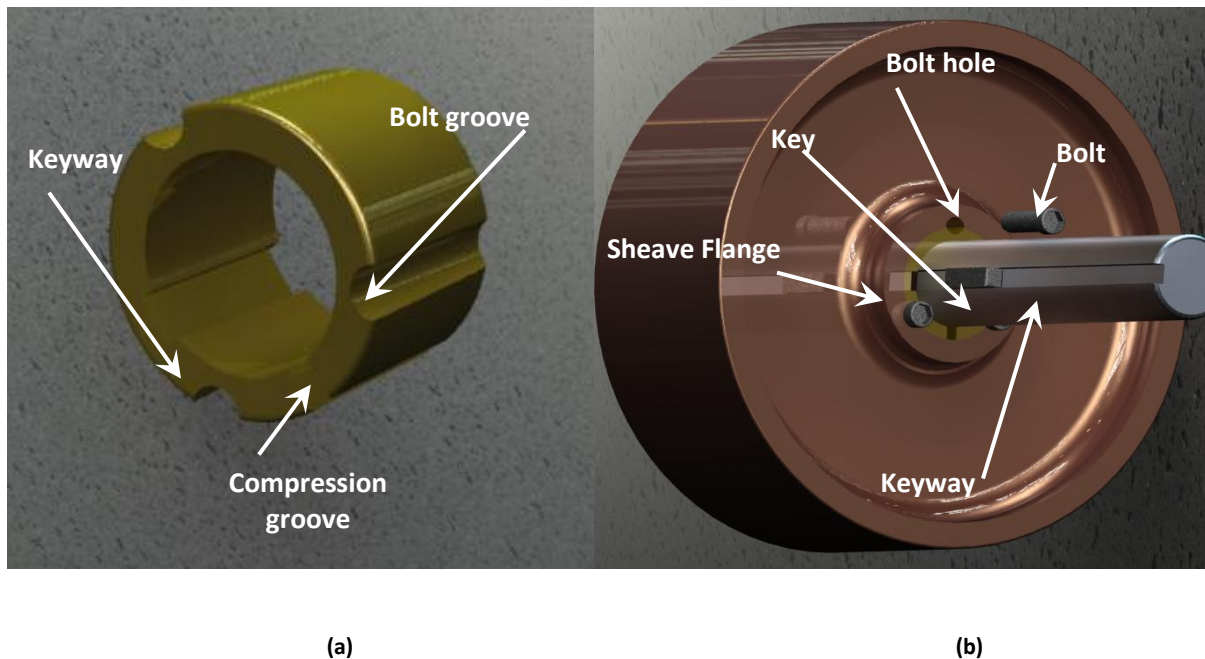 Keyway
Bolt groove
Compression
groove
Bolt hole
Key
Bolt
Sheave Flange
Keyway
(a)
(b)